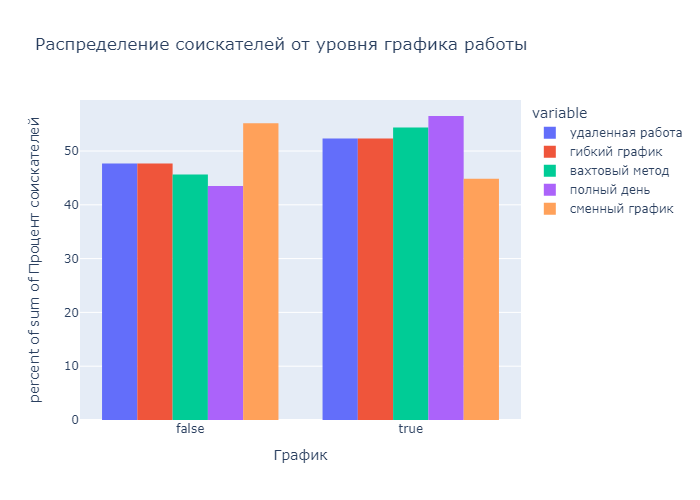 Распределение соискателей от уровня графика работы
percent of sum of Процент соискателей
50
40
30
20
10
0
false
true
График
variable
удаленная работа
гибкий график
вахтовый метод
полный день
сменный график